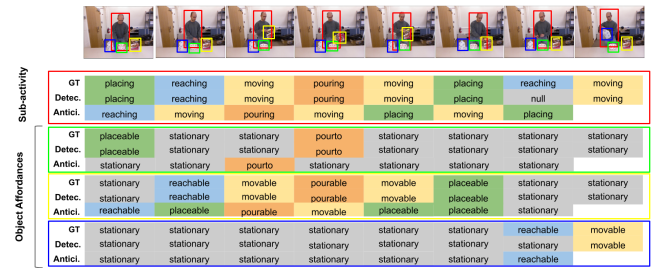 Sub-activity
GT placing reaching moving pouring moving placing reaching moving
Detec. placing reaching moving pouring moving placing null moving
Antici. reaching moving pouring moving placing moving placing
Object Affordances
GT placeable stationary stationary pourto stationary stationary stationary stationary
Detec. placeable stationary stationary pourto stationary stationary stationary stationary
Antici. stationary stationary pourto stationary stationary stationary stationary
GT stationary reachable movable pourable movable placeable stationary stationary
Detec. stationary reachable movable pourable movable placeable stationary stationary
Antici. reachable placeable pourable movable placeable placeable stationary
GT stationary stationary stationary stationary stationary stationary reachable movable
Detec. stationary stationary stationary stationary stationary stationary stationary movable
Antici. stationary stationary stationary stationary stationary stationary reachable